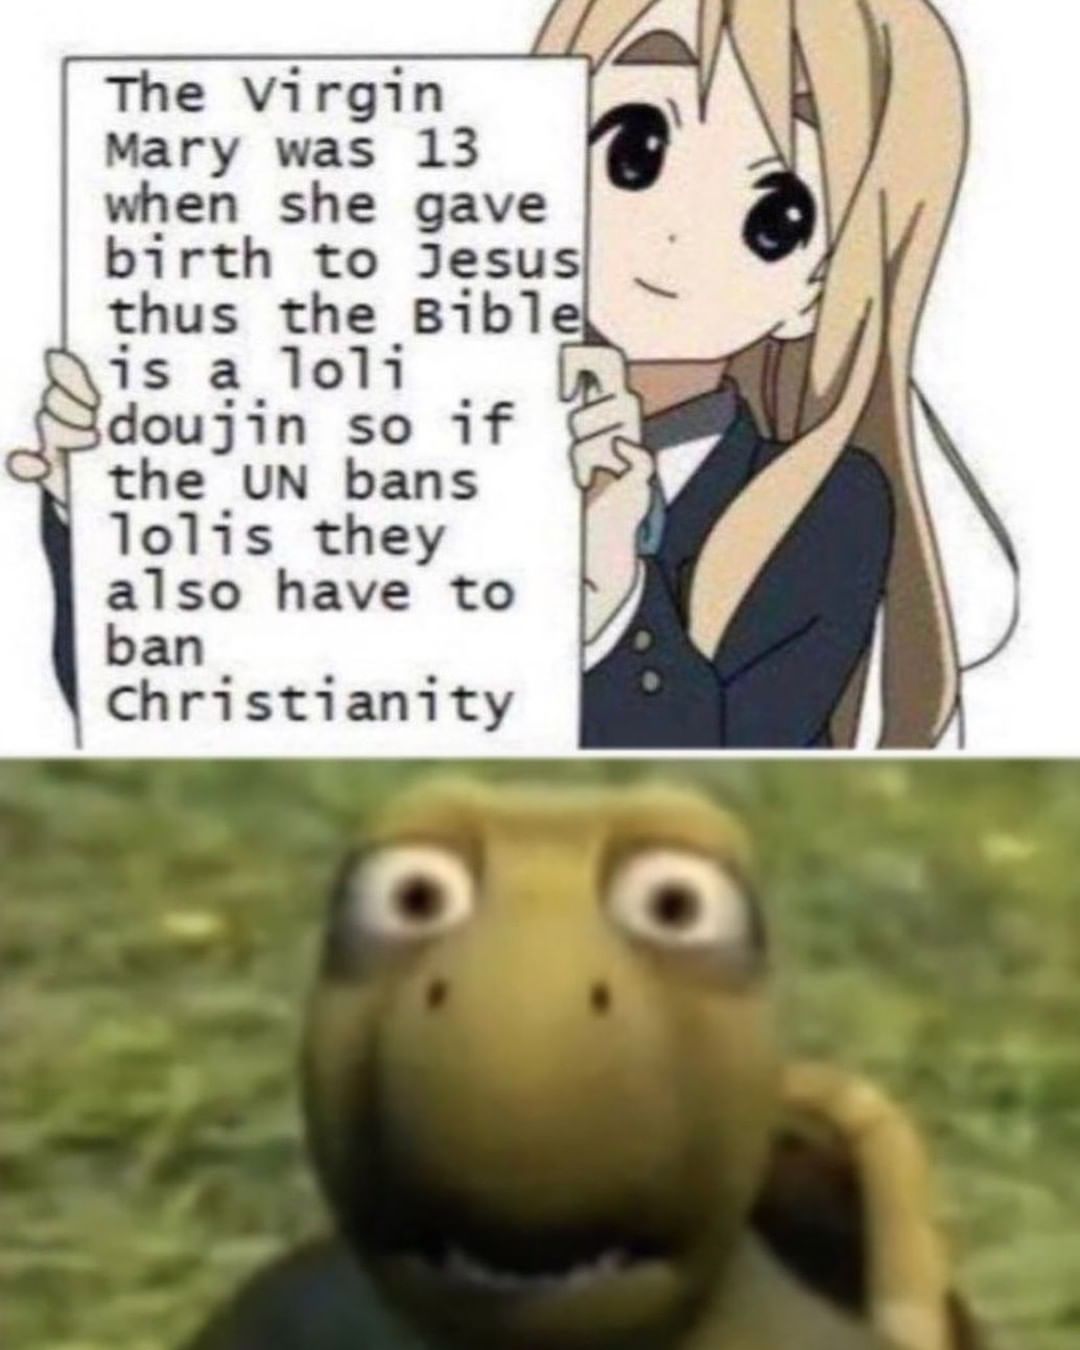 The Virgin
Mary was 13
when she gave
birth to Jesus
thus the Bible
is a loli
doujin so if
the UN bans
lolis they
also have to
ban
Christianity